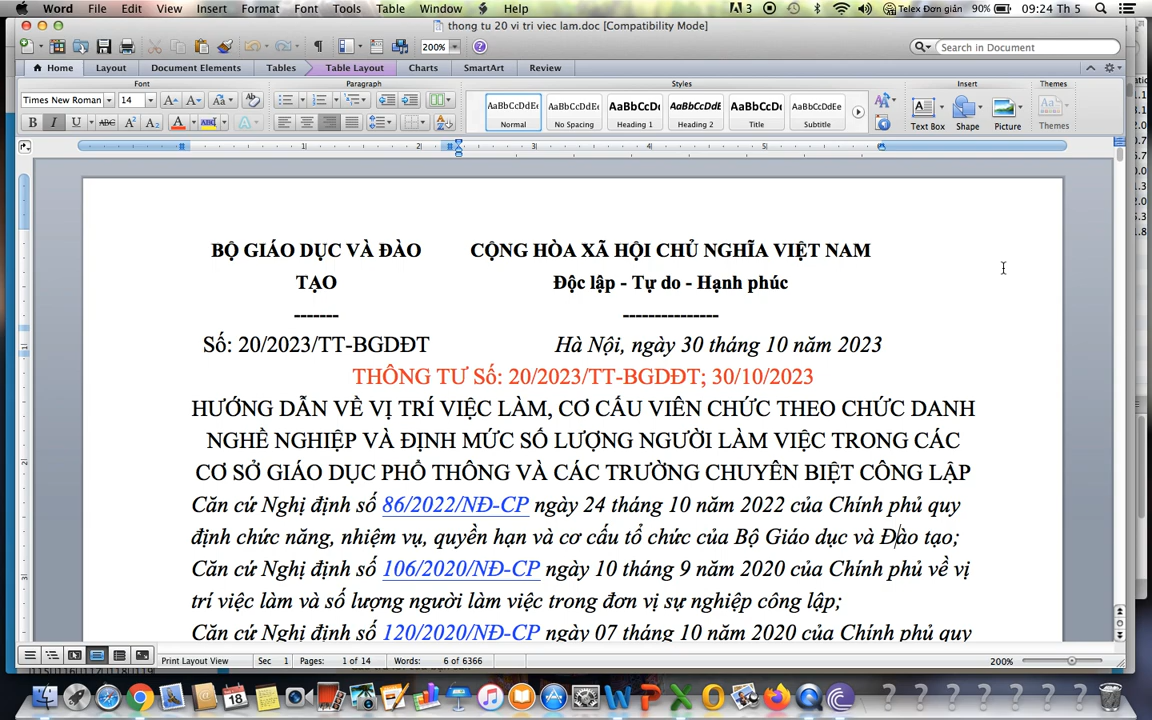 Word File Edit View Insert Format Font Tools Table Window Help 3 Telex Đơn giản 90% 09:24 Th 5
thong tu 20 vi tri viec lam.doc [Compatibility Mode]
200% Search in Document
Home Layout Document Elements Tables Table Layout Charts SmartArt Review
Font Paragraph Styles Insert Themes
Times New Roman 14 A A Aa AaBbCcDdEe AaBbCcDdEe AaBbCcD AaBbCcDdE AaBbCcDc AaBbCcDdEe
B I U ABC A² A₂ A ABC A Normal No Spacing Heading 1 Heading 2 Title Subtitle Text Box Shape Picture Themes
1 2 3 4 5
BỘ GIÁO DỤC VÀ ĐÀO CỘNG HÒA XÃ HỘI CHỦ NGHĨA VIỆT NAM
TẠO Độc lập - Tự do - Hạnh phúc
------- ---------------
Số: 20/2023/TT-BGDĐT Hà Nội, ngày 30 tháng 10 năm 2023
THÔNG TƯ Số: 20/2023/TT-BGDĐT; 30/10/2023
HƯỚNG DẪN VỀ VỊ TRÍ VIỆC LÀM, CƠ CẤU VIÊN CHỨC THEO CHỨC DANH
NGHỀ NGHIỆP VÀ ĐỊNH MỨC SỐ LƯỢNG NGƯỜI LÀM VIỆC TRONG CÁC
CƠ SỞ GIÁO DỤC PHỔ THÔNG VÀ CÁC TRƯỜNG CHUYÊN BIỆT CÔNG LẬP
Căn cứ Nghị định số 86/2022/NĐ-CP ngày 24 tháng 10 năm 2022 của Chính phủ quy
định chức năng, nhiệm vụ, quyền hạn và cơ cấu tổ chức của Bộ Giáo dục và Đào tạo;
Căn cứ Nghị định số 106/2020/NĐ-CP ngày 10 tháng 9 năm 2020 của Chính phủ về vị
trí việc làm và số lượng người làm việc trong đơn vị sự nghiệp công lập;
Căn cứ Nghị định số 120/2020/NĐ-CP ngày 07 tháng 10 năm 2020 của Chính phủ quy
Print Layout View Sec 1 Pages: 1 of 14 Words: 6 of 6366 200%